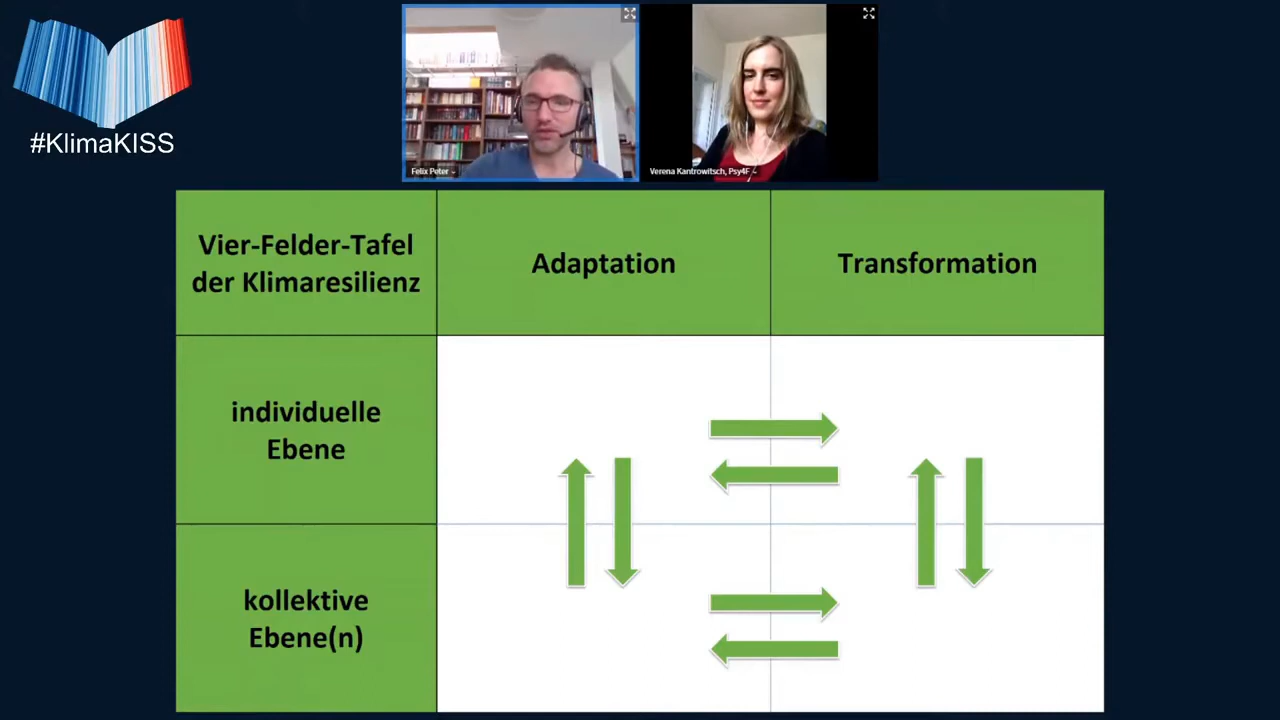 #KlimaKISS
Felix Peter
Verena Kantrowitsch, Psy4F
Vier-Felder-Tafel
der Klimaresilienz
Adaptation
Transformation
individuelle
Ebene
kollektive
Ebene(n)